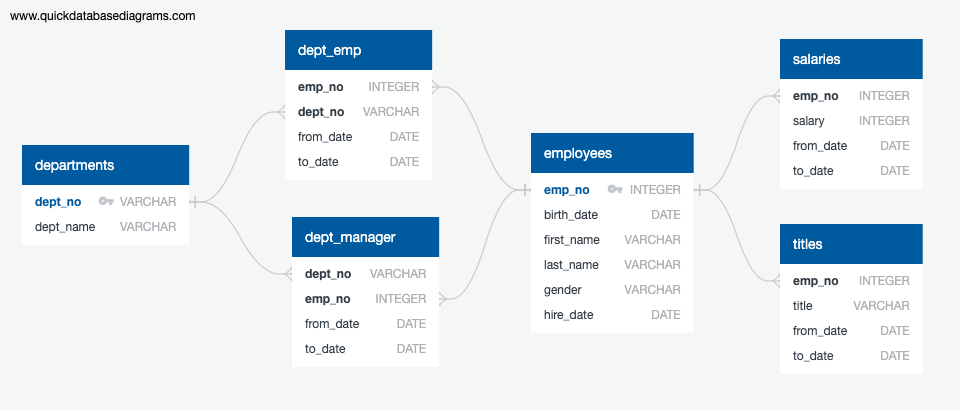 www.quickdatabasediagrams.com
departments
dept_no VARCHAR
dept_name VARCHAR
dept_emp
emp_no INTEGER
dept_no VARCHAR
from_date DATE
to_date DATE
dept_manager
dept_no VARCHAR
emp_no INTEGER
from_date DATE
to_date DATE
employees
emp_no INTEGER
birth_date DATE
first_name VARCHAR
last_name VARCHAR
gender VARCHAR
hire_date DATE
salaries
emp_no INTEGER
salary INTEGER
from_date DATE
to_date DATE
titles
emp_no INTEGER
title VARCHAR
from_date DATE
to_date DATE